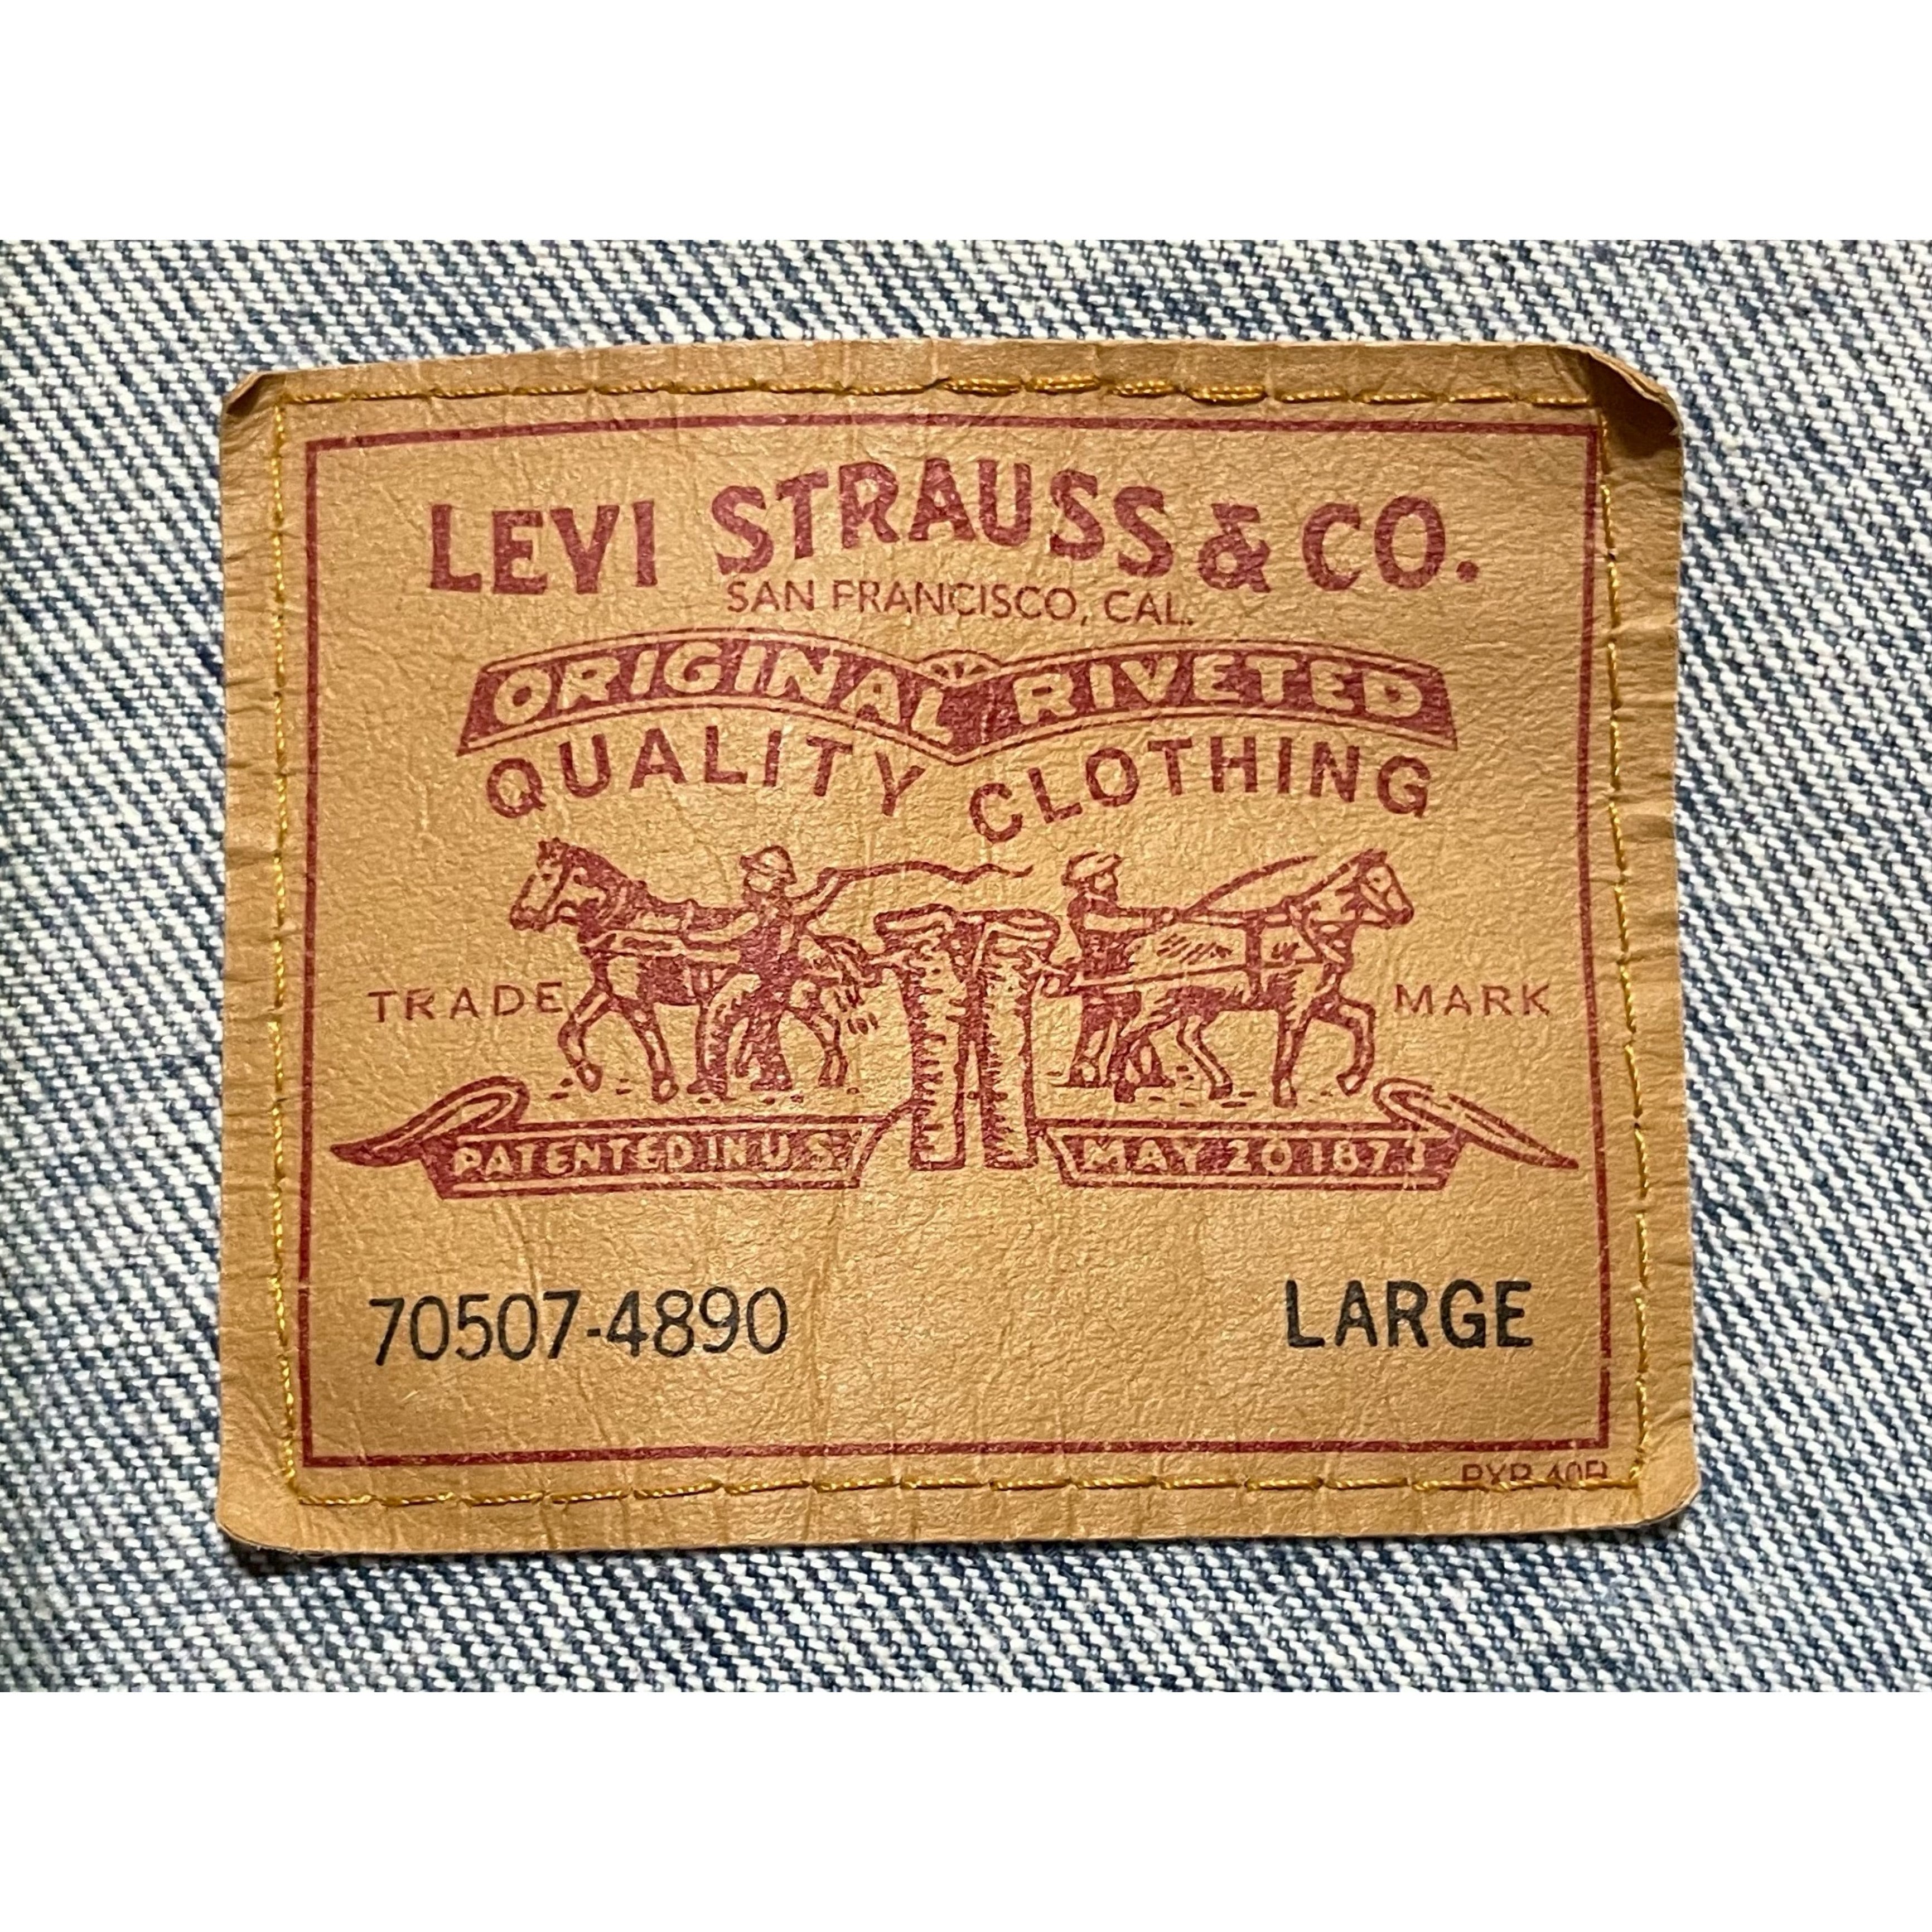 LEVI STRAUSS & CO.
SAN FRANCISCO, CAL.
ORIGINAL RIVETED
QUALITY CLOTHING
TRADE MARK
PATENTED IN U.S. MAY 20 1873
70507-4890 LARGE